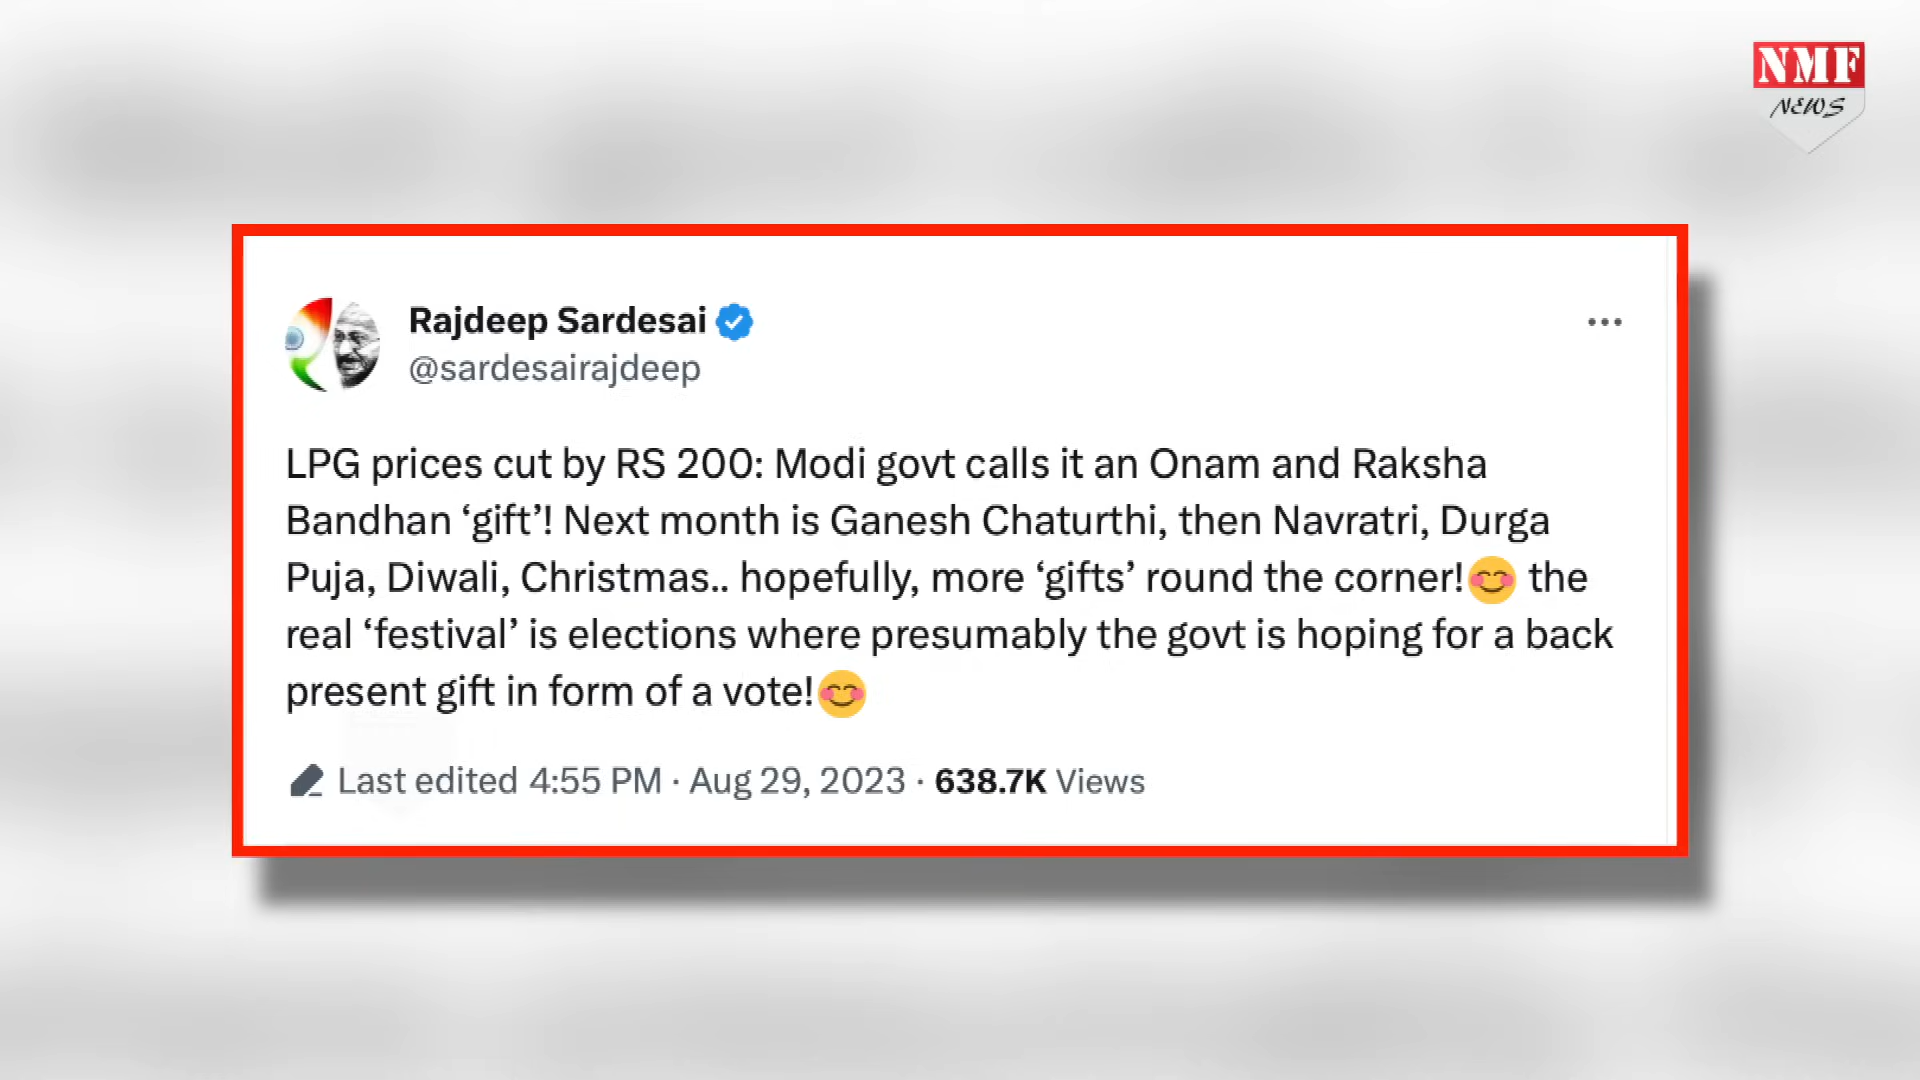 NMF
NEWS
Rajdeep Sardesai
@sardesairajdeep
LPG prices cut by RS 200: Modi govt calls it an Onam and Raksha
Bandhan ‘gift’! Next month is Ganesh Chaturthi, then Navratri, Durga
Puja, Diwali, Christmas.. hopefully, more ‘gifts’ round the corner!😊 the
real ‘festival’ is elections where presumably the govt is hoping for a back
present gift in form of a vote!😊
Last edited 4:55 PM · Aug 29, 2023 · 638.7K Views